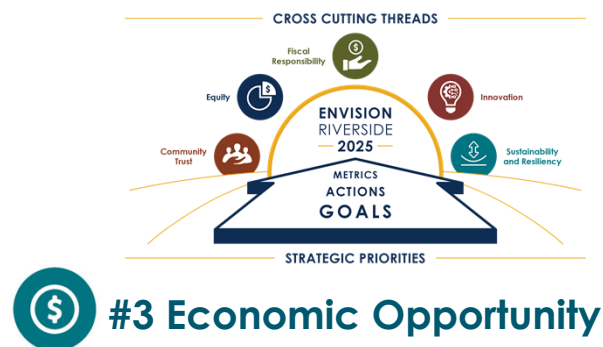 CROSS CUTTING THREADS
Fiscal
Responsibility
Equity
Innovation
Community
Trust
Sustainability
and Resiliency
ENVISION
RIVERSIDE
2025
METRICS
ACTIONS
GOALS
STRATEGIC PRIORITIES
$
#3 Economic Opportunity